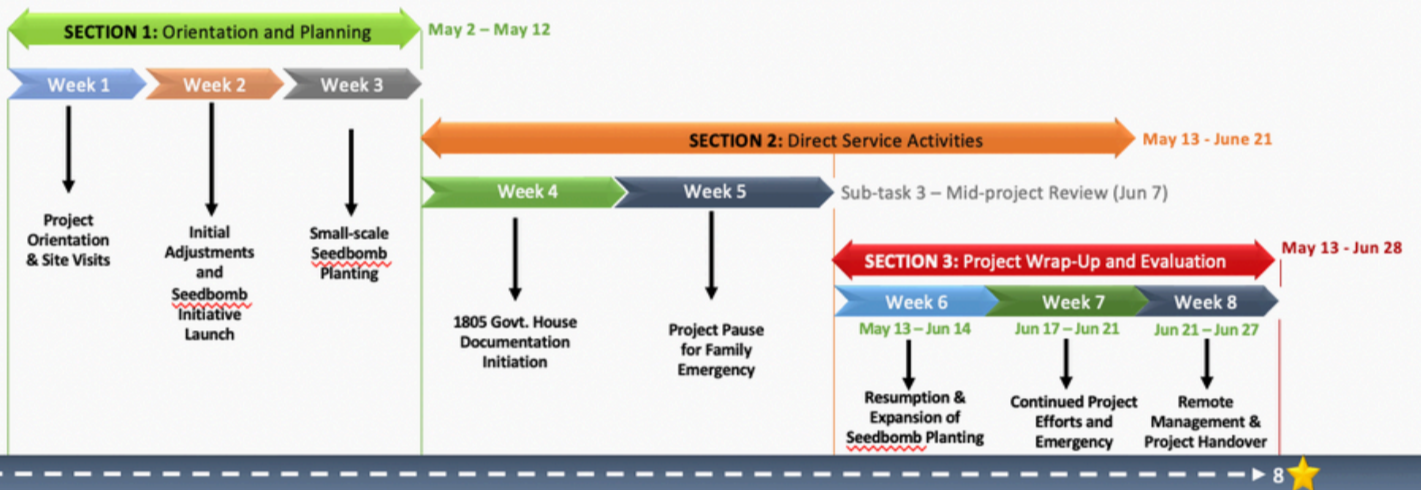 SECTION 1: Orientation and Planning
May 2 – May 12
Week 1
Week 2
Week 3
Project
Orientation
& Site Visits
Initial
Adjustments
and
Seedbomb
Initiative
Launch
Small-scale
Seedbomb
Planting
SECTION 2: Direct Service Activities
May 13 - June 21
Week 4
Week 5
Sub-task 3 – Mid-project Review (Jun 7)
1805 Govt. House
Documentation
Initiation
Project Pause
for Family
Emergency
SECTION 3: Project Wrap-Up and Evaluation
May 13 - Jun 28
Week 6
Week 7
Week 8
May 13 – Jun 14
Jun 17 – Jun 21
Jun 21 – Jun 27
Resumption &
Expansion of
Seedbomb Planting
Continued Project
Efforts and
Emergency
Remote
Management &
Project Handover
8